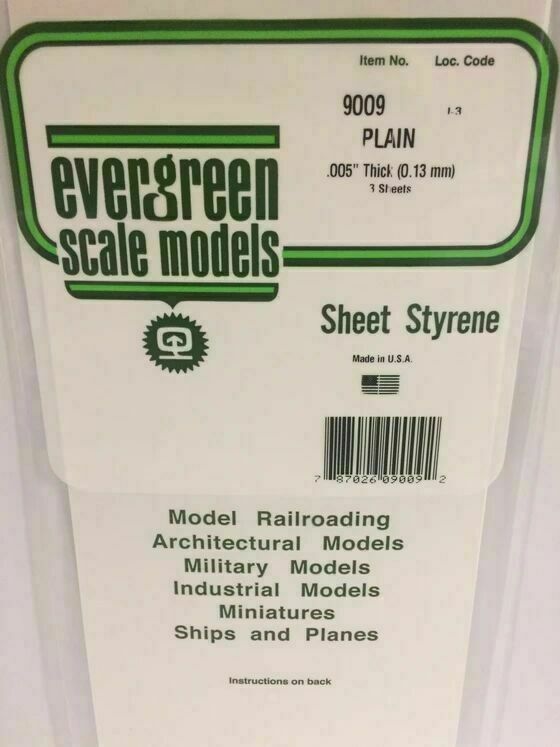 Item No. Loc. Code
9009 I-3
PLAIN
.005" Thick (0.13 mm)
3 Sheets
evergreen
scale models
Sheet Styrene
Made in U.S.A.
7 87026 09009 2
Model Railroading
Architectural Models
Military Models
Industrial Models
Miniatures
Ships and Planes
Instructions on back